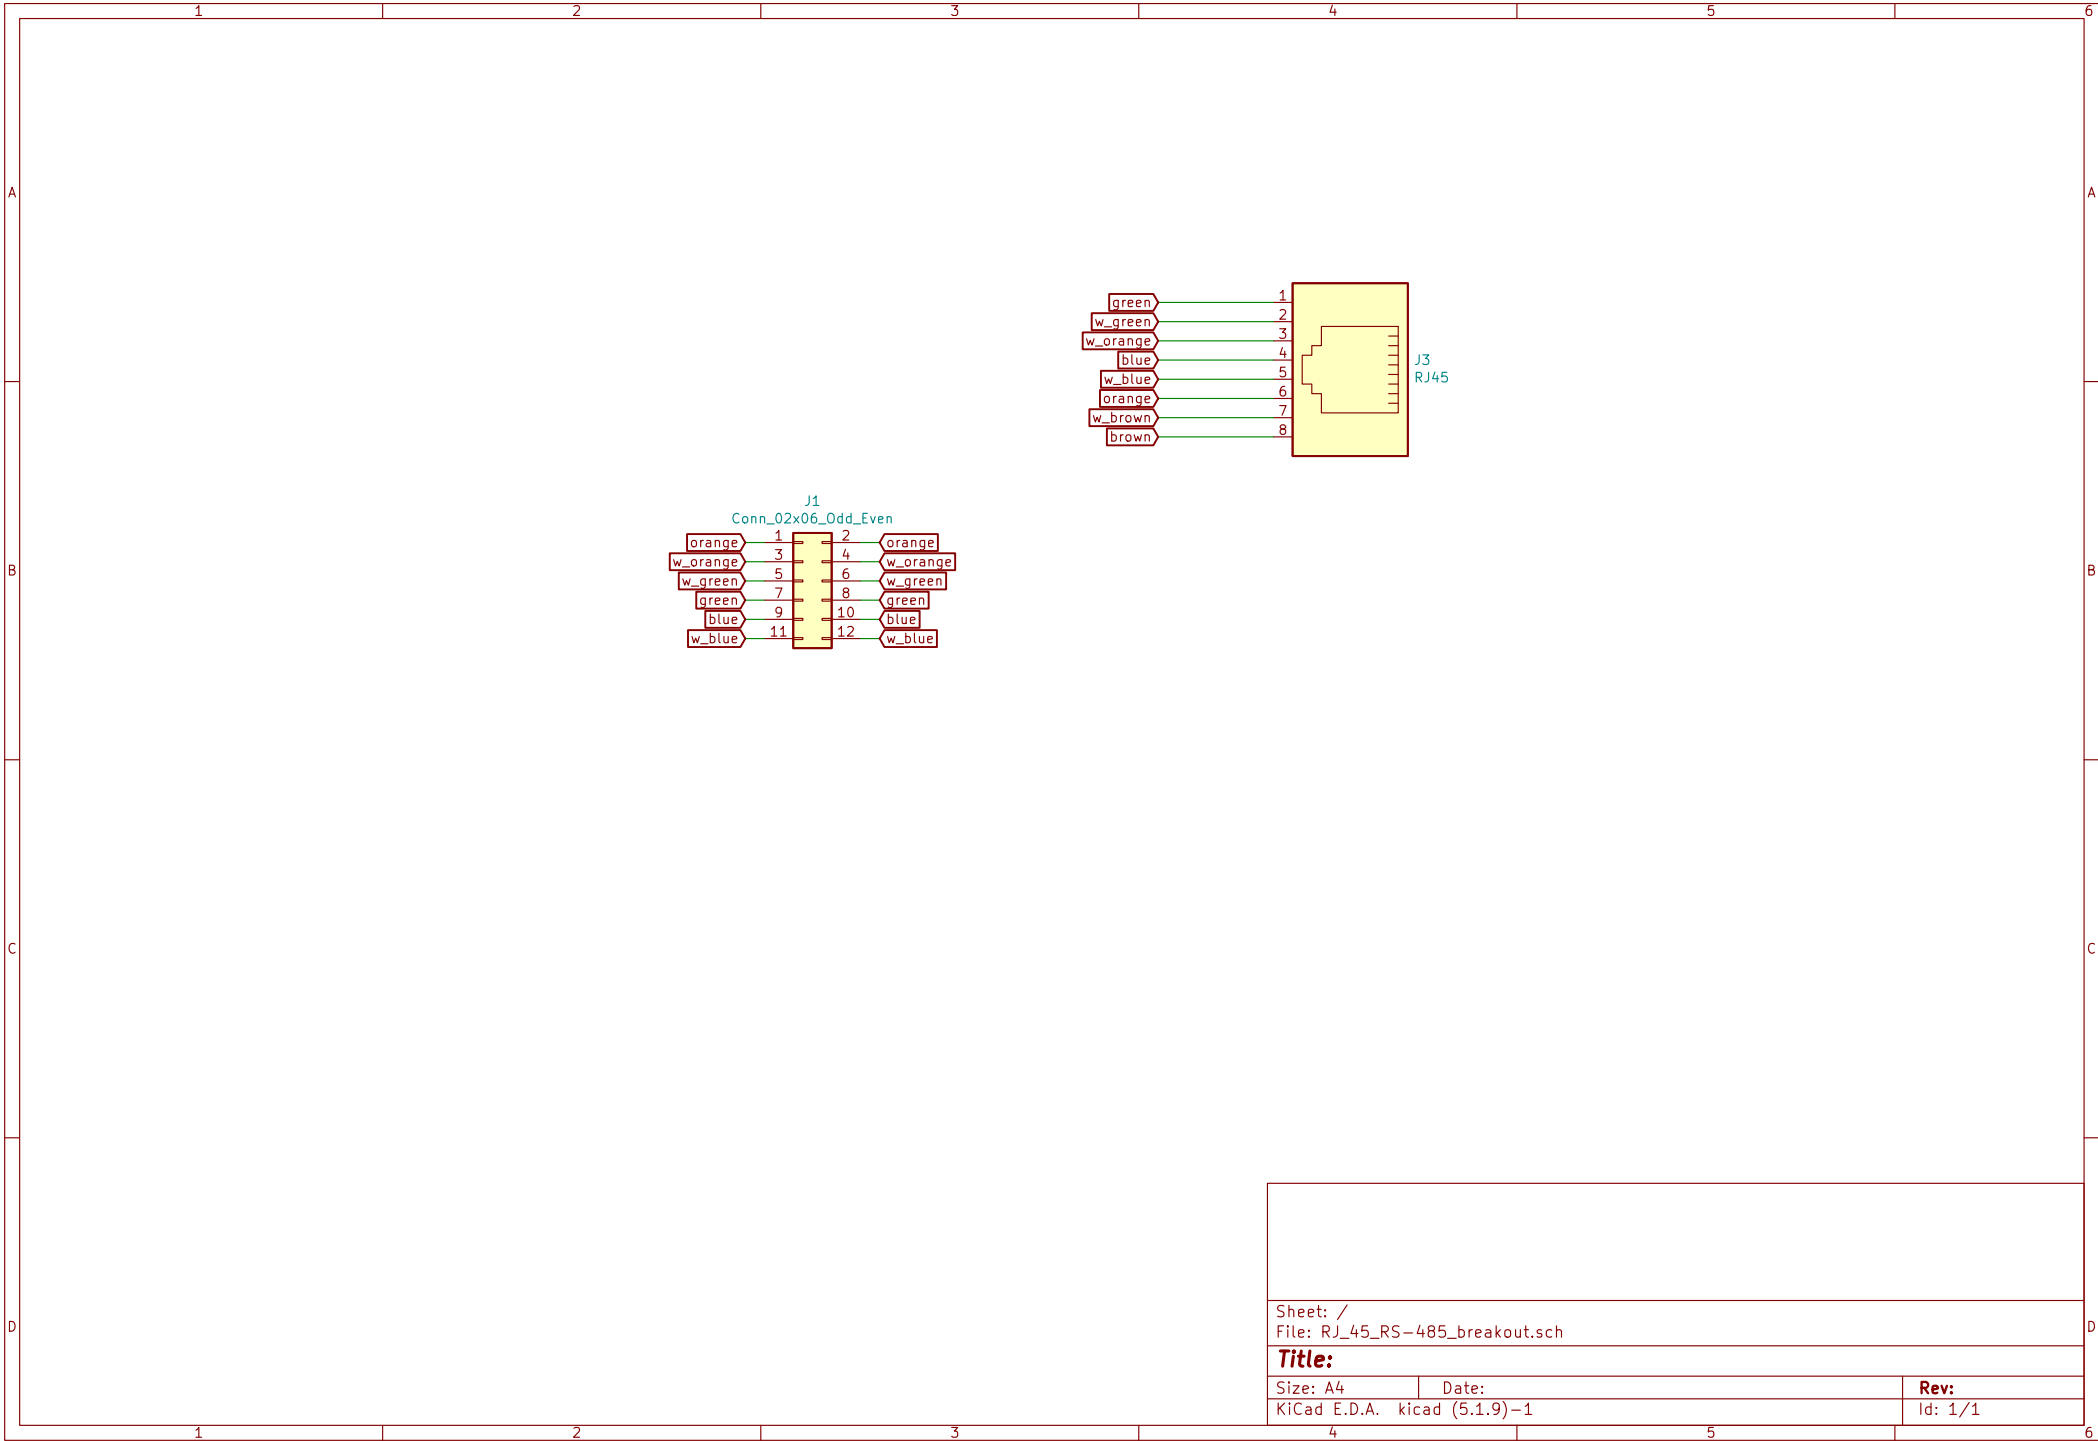 1 2 3 4 5 6
A A
green 1
w_green 2
w_orange 3
blue 4
w_blue 5
orange 6
w_brown 7
brown 8
J3
RJ45
J1
Conn_02x06_Odd_Even
orange 1 2 orange
w_orange 3 4 w_orange
w_green 5 6 w_green
green 7 8 green
blue 9 10 blue
w_blue 11 12 w_blue
B B
C C
D D
Sheet: /
File: RJ_45_RS-485_breakout.sch
Title:
Size: A4 Date: Rev:
KiCad E.D.A. kicad (5.1.9)-1 Id: 1/1
1 2 3 4 5 6